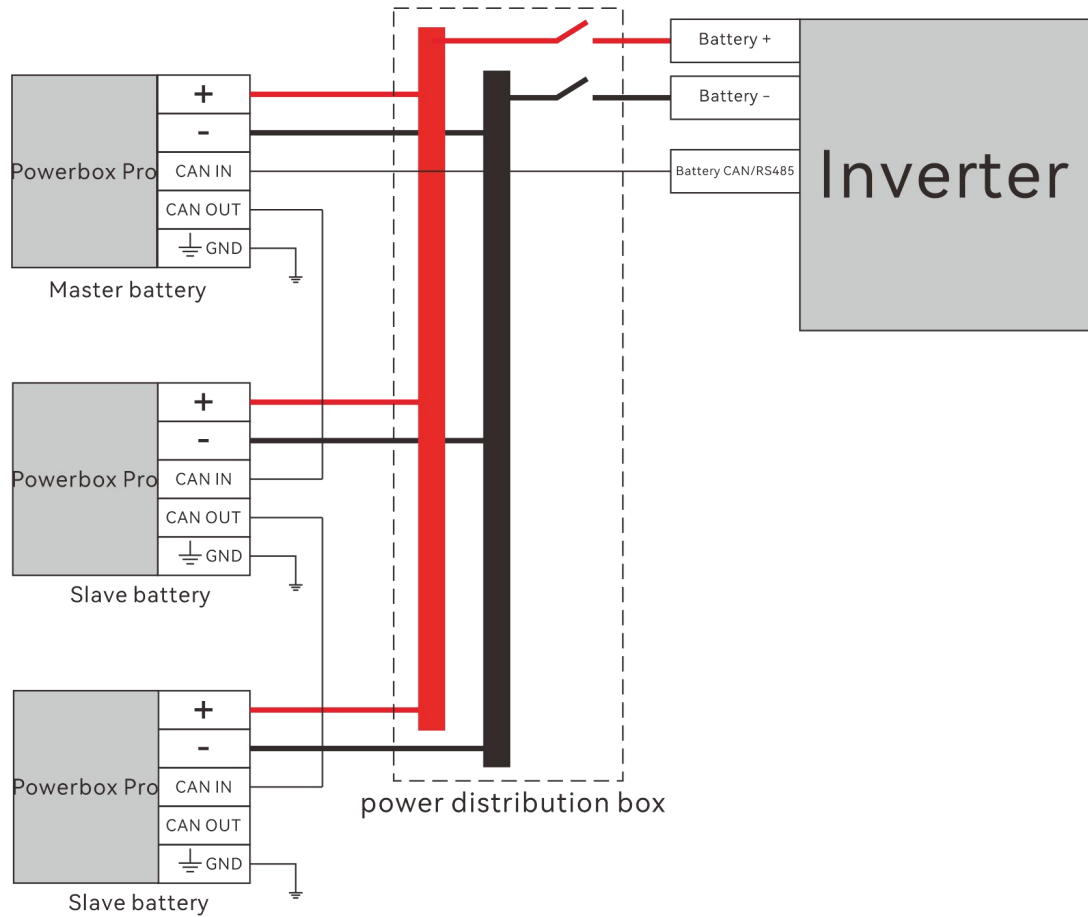 Battery +
Battery -
Battery CAN/RS485
Inverter
Powerbox Pro
+
-
CAN IN
CAN OUT
GND
Master battery
Powerbox Pro
+
-
CAN IN
CAN OUT
GND
Slave battery
Powerbox Pro
+
-
CAN IN
CAN OUT
GND
Slave battery
power distribution box